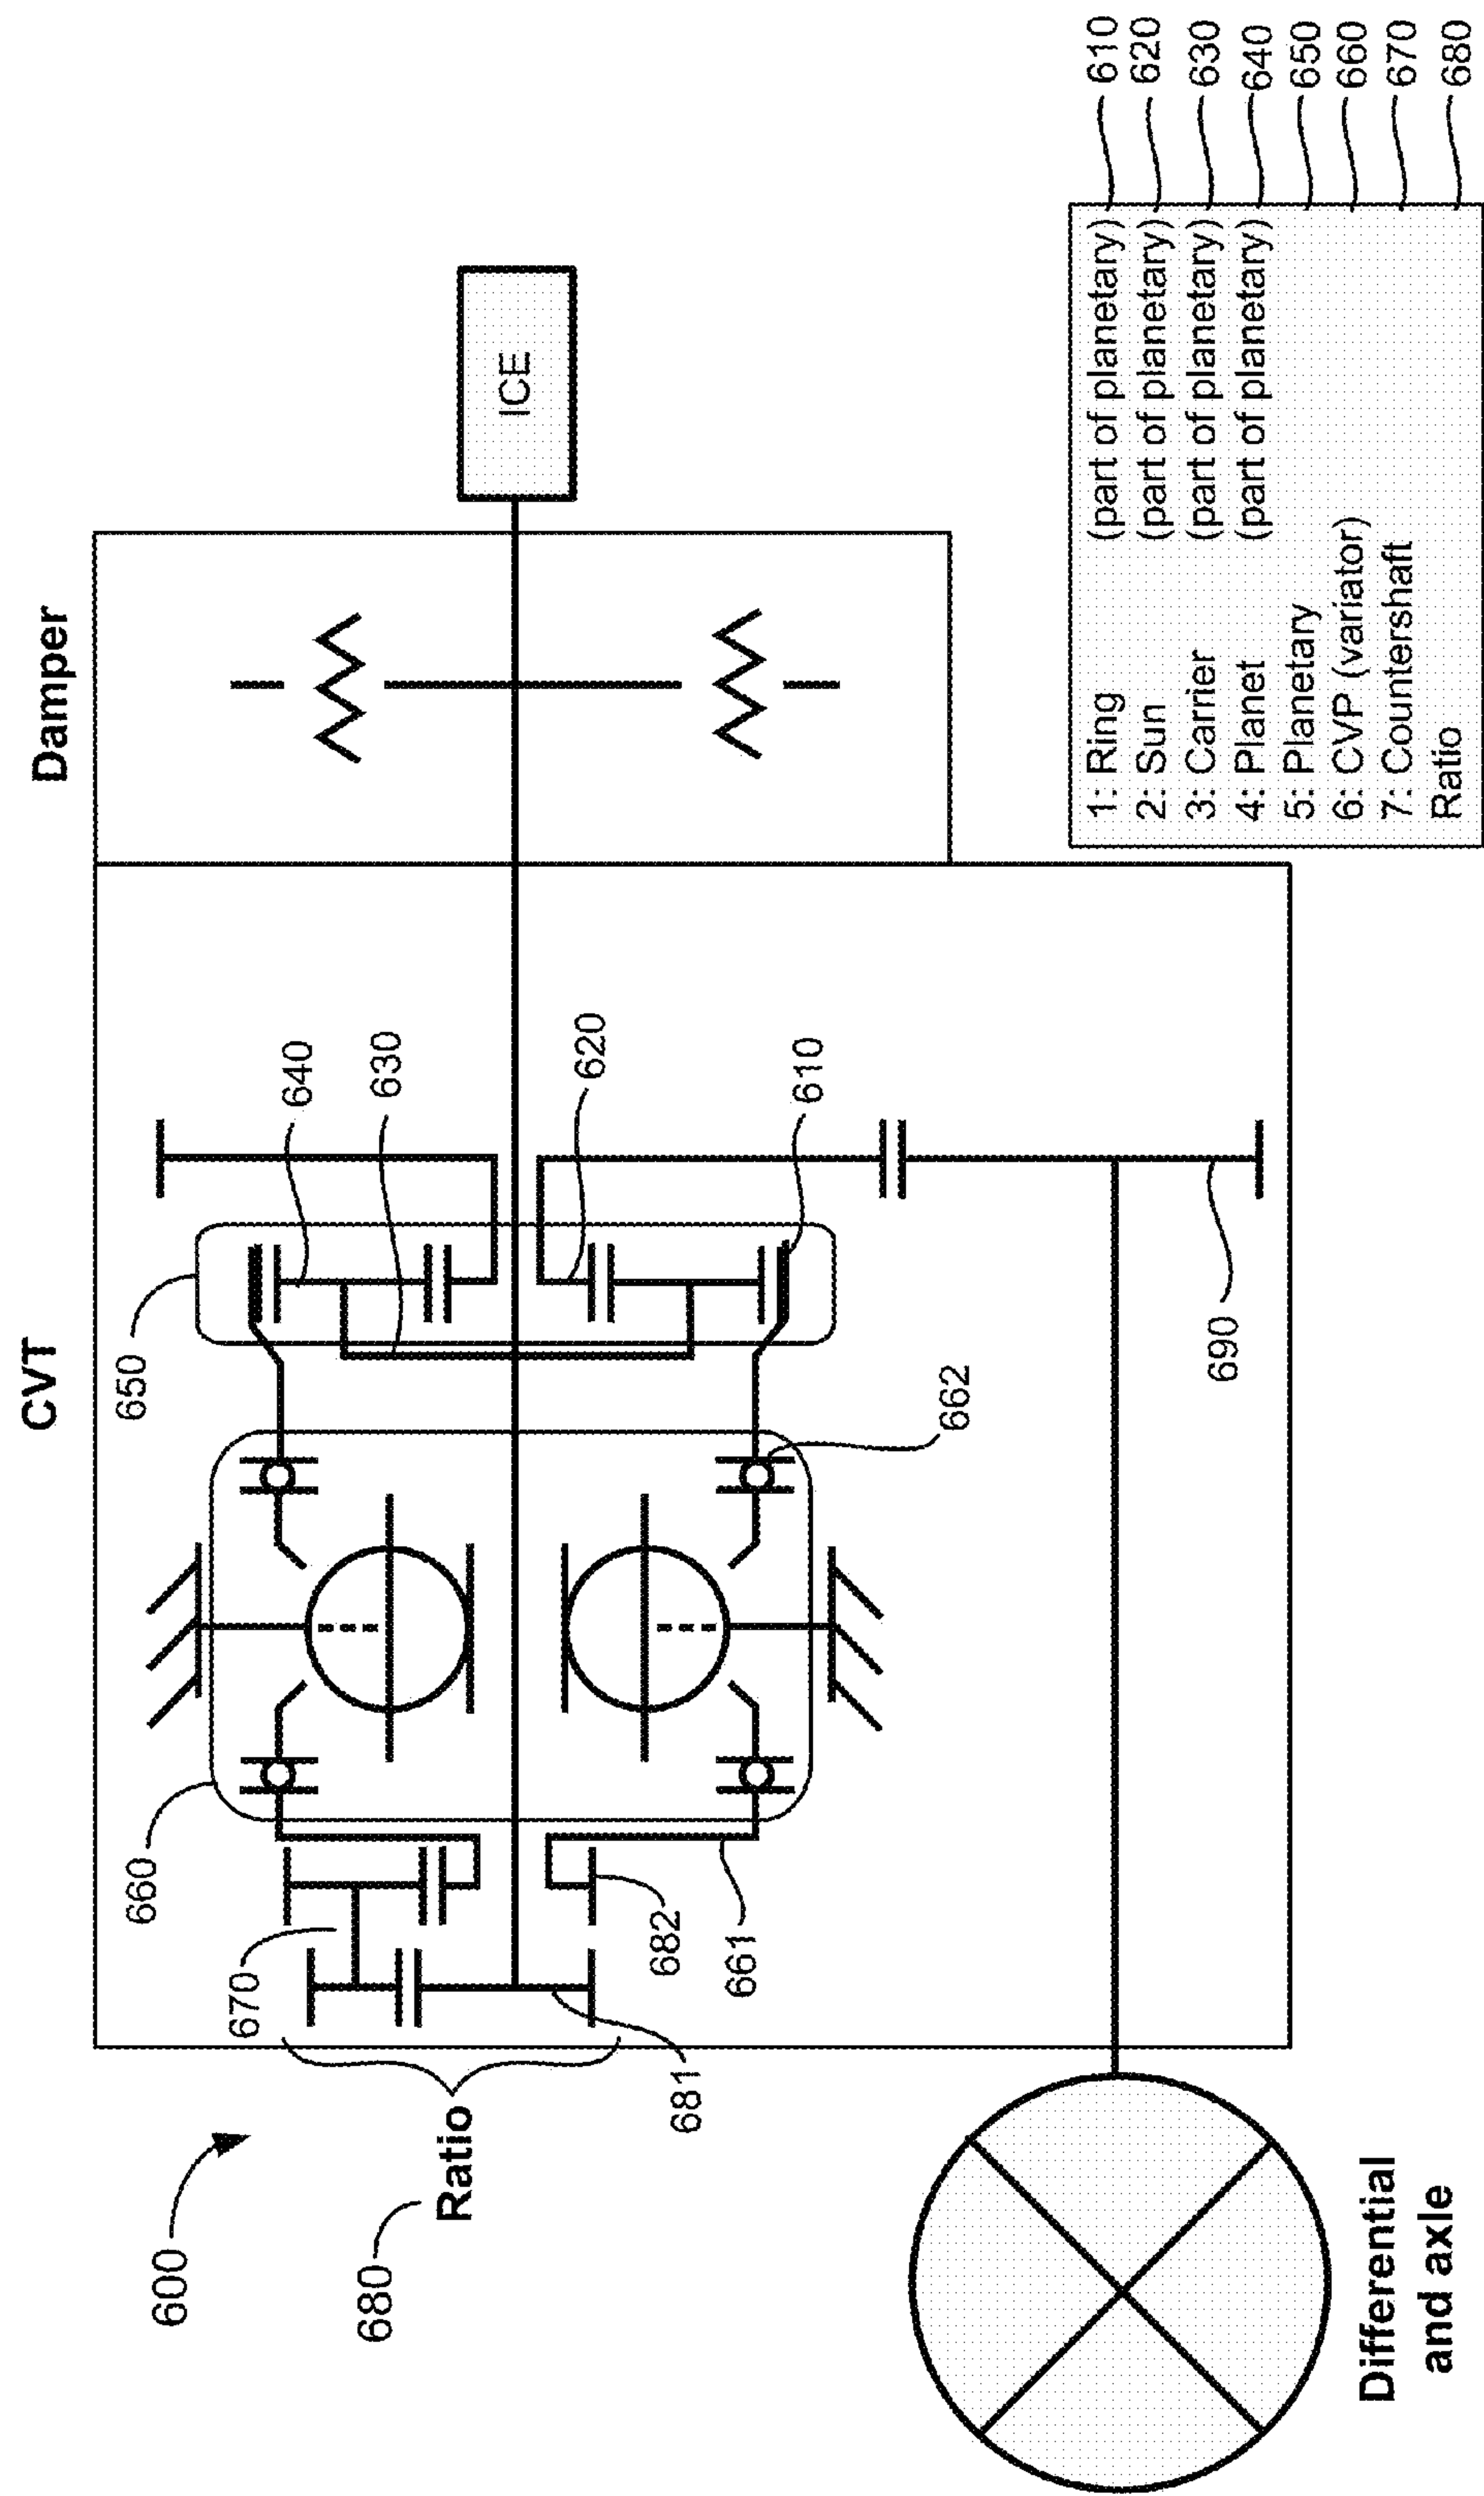 600
680
Ratio
CVT
Damper
660
670
650
640
630
620
610
682
661
681
662
690
ICE
Differential
and axle
1: Ring (part of planetary) 610
2: Sun (part of planetary) 620
3: Carrier (part of planetary) 630
4: Planet (part of planetary) 640
5: Planetary 650
6: CVP (variator) 660
7: Countershaft 670
Ratio 680